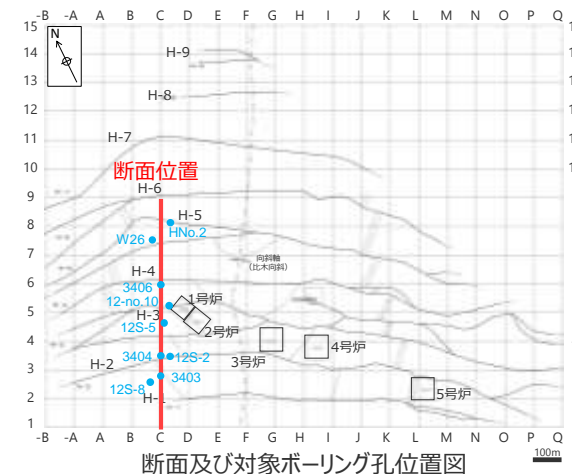 -B -A A B C D E F G H I J K L M N O P Q
15
N
H-9
14
13
H-8
12
11
H-7
10
断面位置
H-6
9
H-5
8
HNo.2
W26
7
向斜軸
(比木向斜)
H-4
6
3406
12-no.10
1号炉
5
H-3
12S-5
2号炉
4
4号炉
3404
12S-2
3号炉
3
H-2
3403
12S-8
5号炉
2
H-1
1
-B -A A B C D E F G H I J K L M N O P Q
100m
断面及び対象ボーリング孔位置図